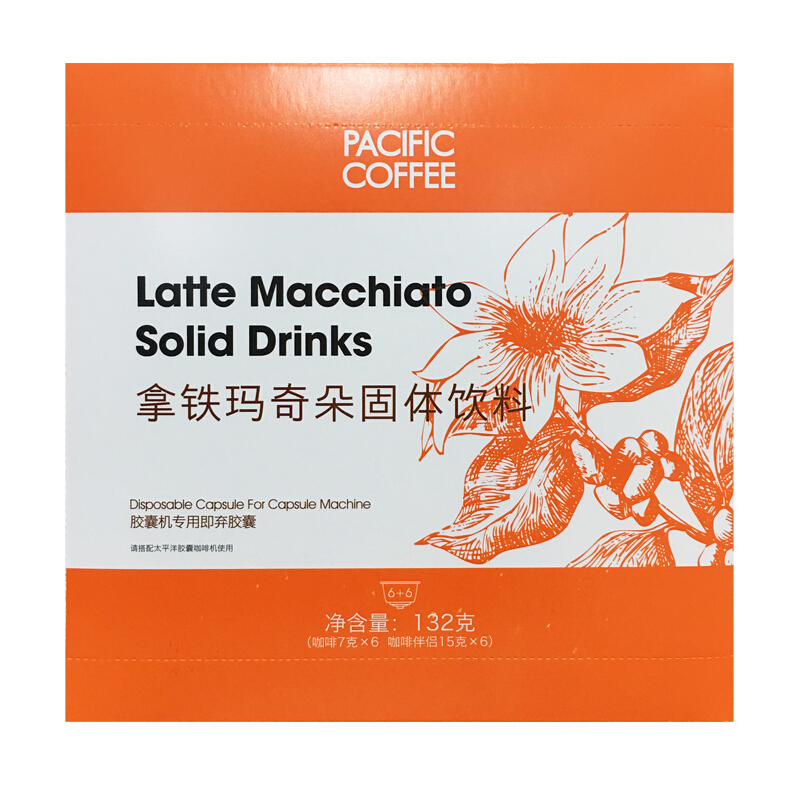 PACIFIC
COFFEE
Latte Macchiato
Solid Drinks
拿铁玛奇朵固体饮料
Disposable Capsule For Capsule Machine
胶囊机专用即弃胶囊
请搭配太平洋胶囊咖啡机使用
6+6
净含量：132克
（咖啡7克×6 咖啡伴侣15克×6）